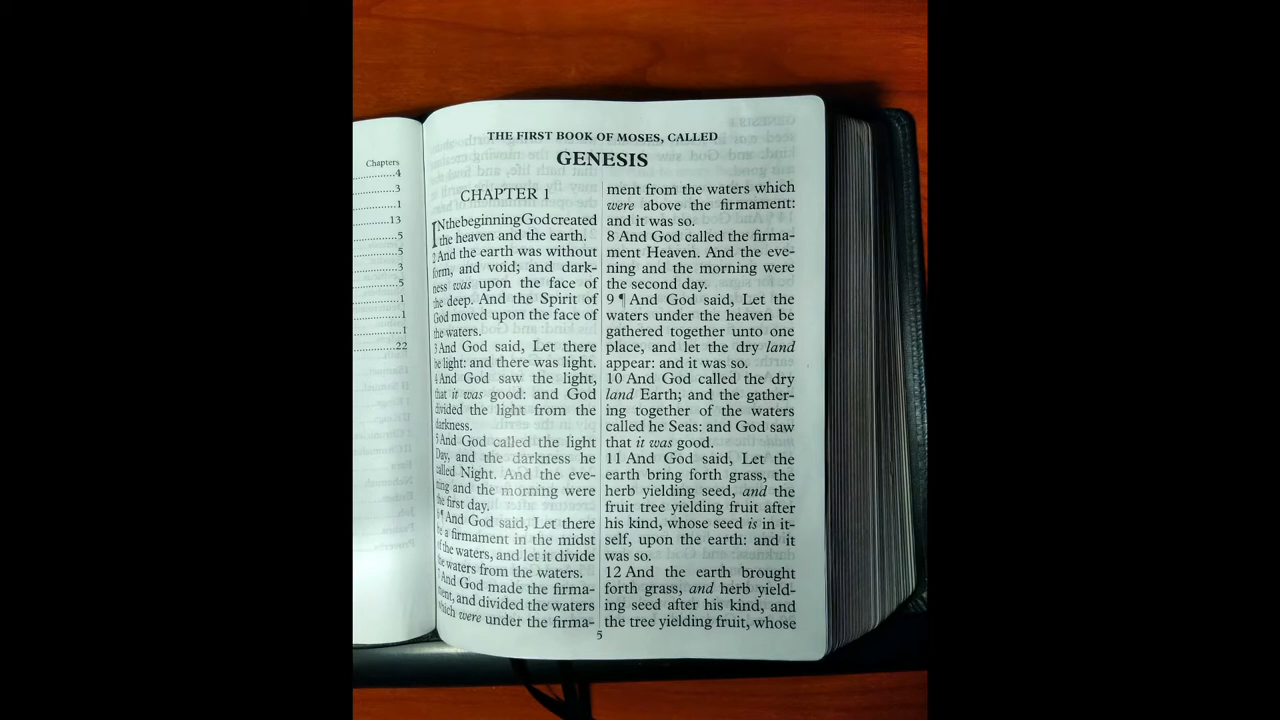 Chapters
..............4
..............3
..............1
............13
..............5
..............5
..............3
..............5
..............1
..............1
..............1
............22
THE FIRST BOOK OF MOSES, CALLED
GENESIS
CHAPTER 1
IN the beginning God created
the heaven and the earth.
2 And the earth was without
form, and void; and dark-
ness was upon the face of
the deep. And the Spirit of
God moved upon the face of
the waters.
3 And God said, Let there
be light: and there was light.
4 And God saw the light,
that it was good: and God
divided the light from the
darkness.
5 And God called the light
Day, and the darkness he
called Night. And the eve-
ning and the morning were
the first day.
6 ¶ And God said, Let there
be a firmament in the midst
of the waters, and let it divide
the waters from the waters.
7 And God made the firma-
ment, and divided the waters
which were under the firma-
ment from the waters which
were above the firmament:
and it was so.
8 And God called the firma-
ment Heaven. And the eve-
ning and the morning were
the second day.
9 ¶ And God said, Let the
waters under the heaven be
gathered together unto one
place, and let the dry land
appear: and it was so.
10 And God called the dry
land Earth; and the gather-
ing together of the waters
called he Seas: and God saw
that it was good.
11 And God said, Let the
earth bring forth grass, the
herb yielding seed, and the
fruit tree yielding fruit after
his kind, whose seed is in it-
self, upon the earth: and it
was so.
12 And the earth brought
forth grass, and herb yield-
ing seed after his kind, and
the tree yielding fruit, whose
5